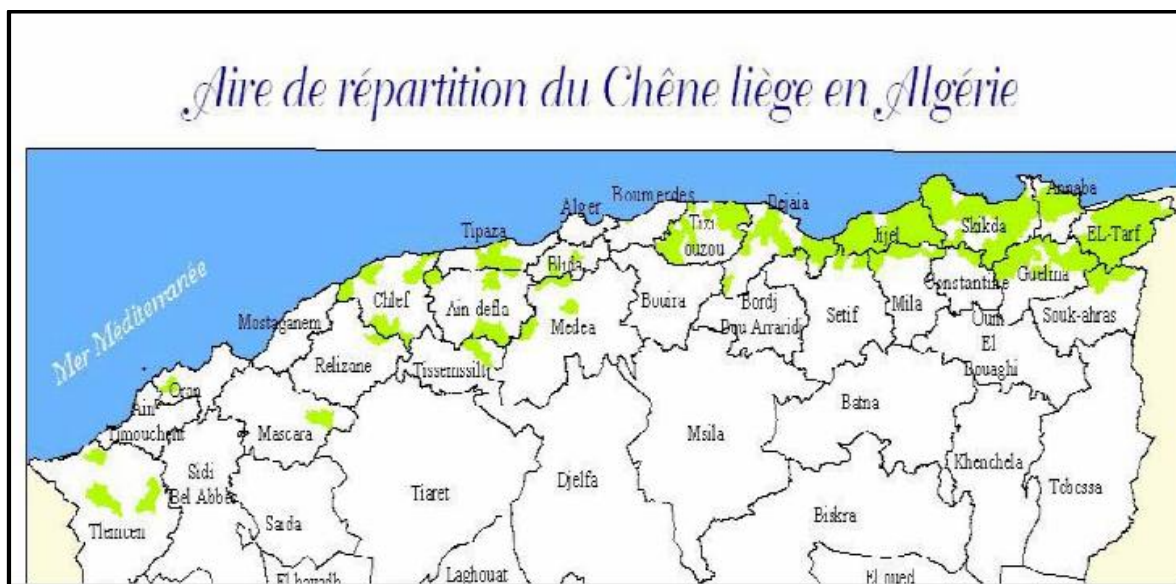 Aire de répartition du Chêne liège en Algérie
Mer Méditerranée
Annaba
Boumerdes
Bejaia
Alger
Tizi
ouzou
Skikda
Tipaza
Jijel
EL-Tarf
Blida
Guelma
Constantine
Chlef
Ain defla
Medea
Bouira
Bordj
Bou Arrarid
Setif
Mila
Oum
El
Bouaghi
Souk-ahras
Mostaganem
Relizane
Tissemssilt
Oran
Ain
Timouchent
Mascara
Batna
Msila
Khenchela
Sidi
Bel Abbe
Tlemcen
Saida
Tiaret
Djelfa
Biskra
Tebessa
El bayadh
Laghouat
El oued